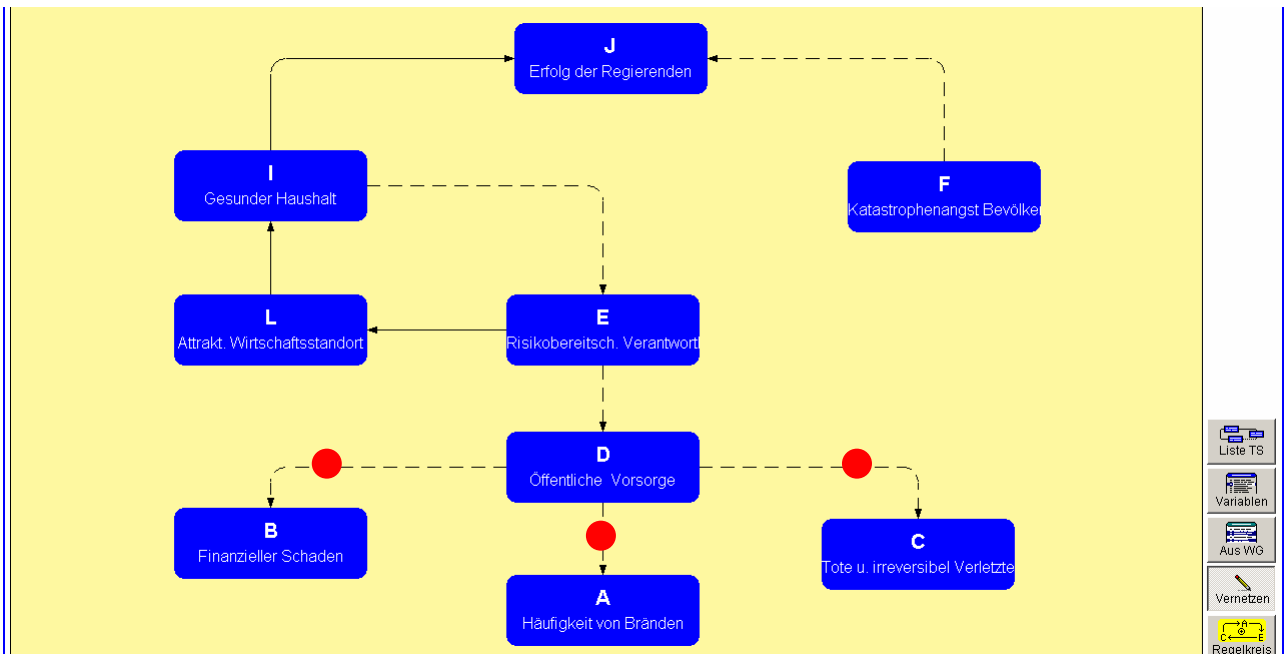 J
Erfolg der Regierenden
I
Gesunder Haushalt
F
Katastrophenangst Bevölker
L
Attrakt. Wirtschaftsstandort
E
Risikobereitsch. Verantwortl
D
Öffentliche Vorsorge
B
Finanzieller Schaden
C
Tote u. irreversibel Verletzte
A
Häufigkeit von Bränden
Liste TS
Variablen
Aus WG
Vernetzen
A
C E
Regelkreis